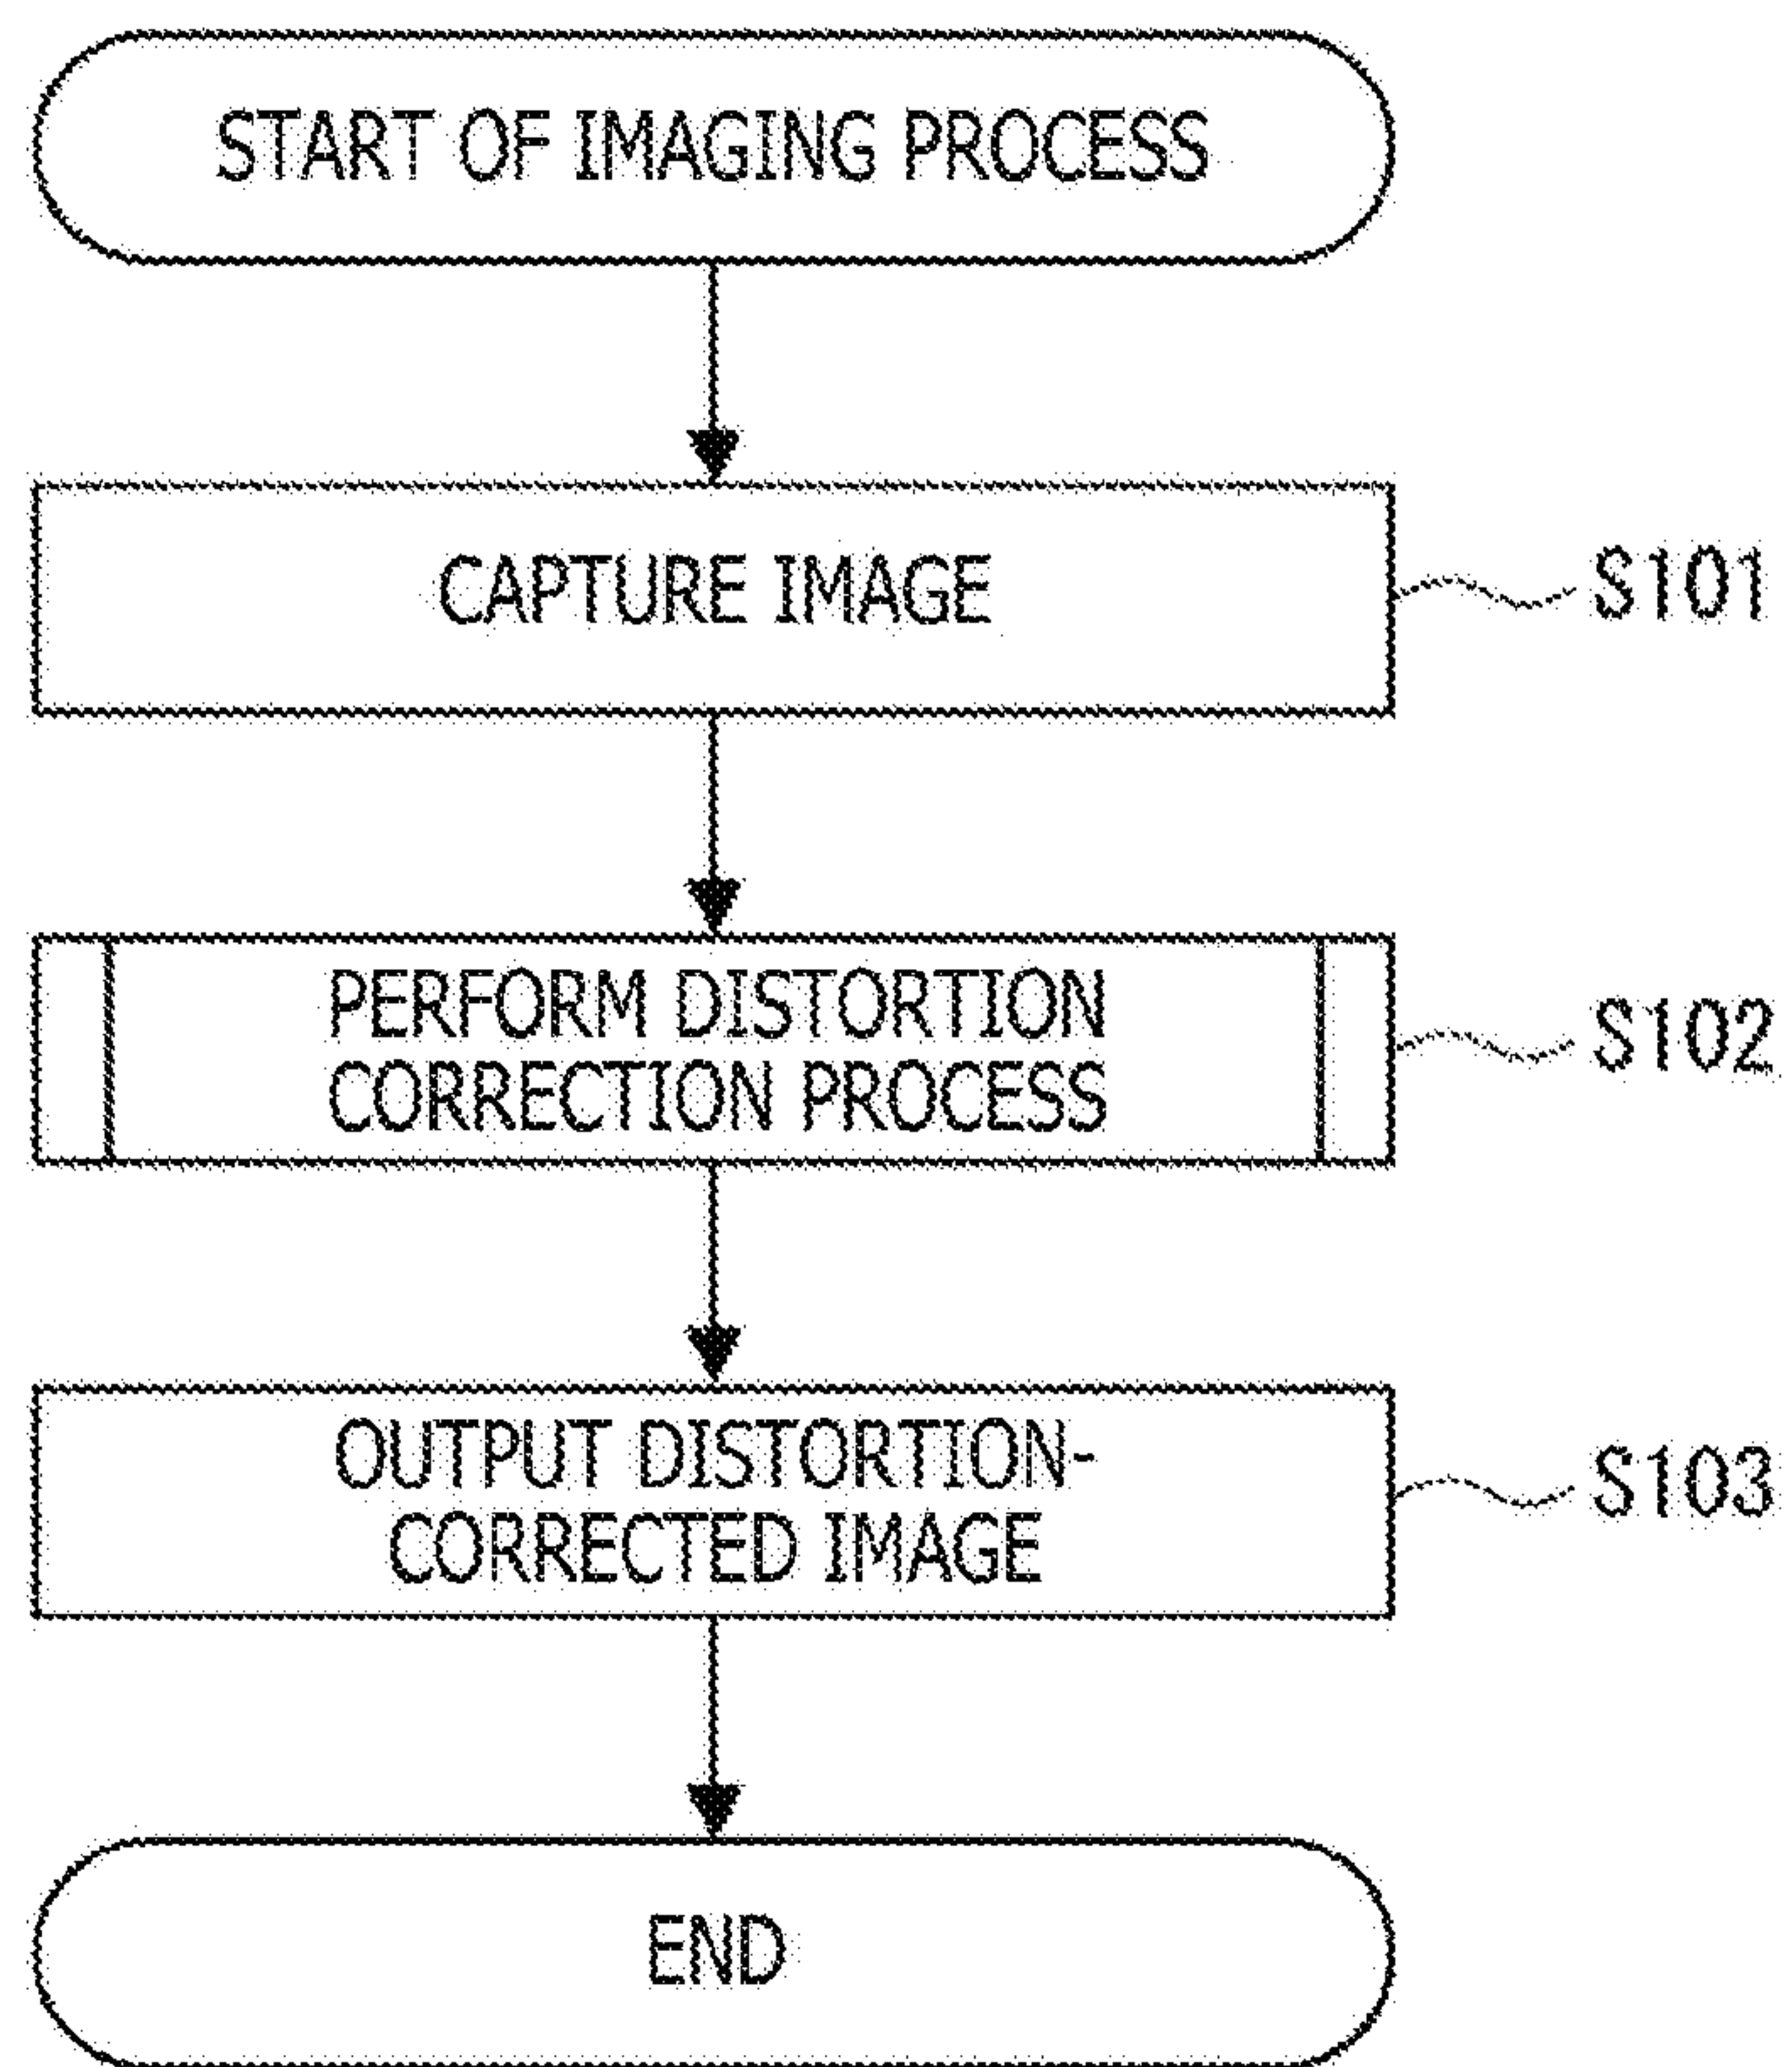 START OF IMAGING PROCESS
CAPTURE IMAGE
S101
PERFORM DISTORTION
CORRECTION PROCESS
S102
OUTPUT DISTORTION-
CORRECTED IMAGE
S103
END